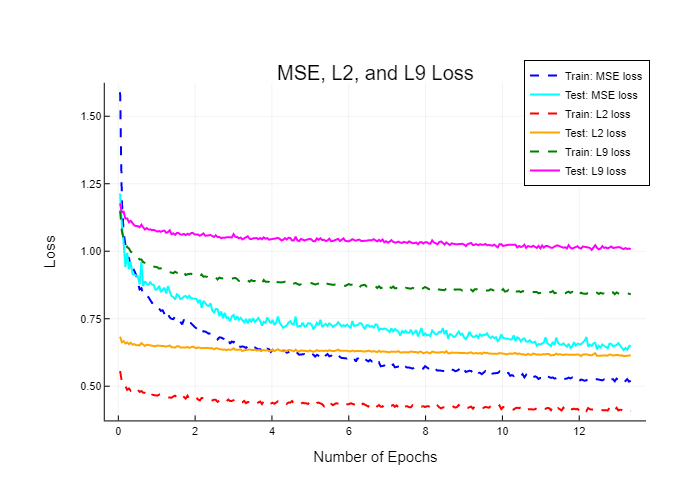 MSE, L2, and L9 Loss
Train: MSE loss
Test: MSE loss
Train: L2 loss
Test: L2 loss
Train: L9 loss
Test: L9 loss
Loss
1.50
1.25
1.00
0.75
0.50
0 2 4 6 8 10 12
Number of Epochs